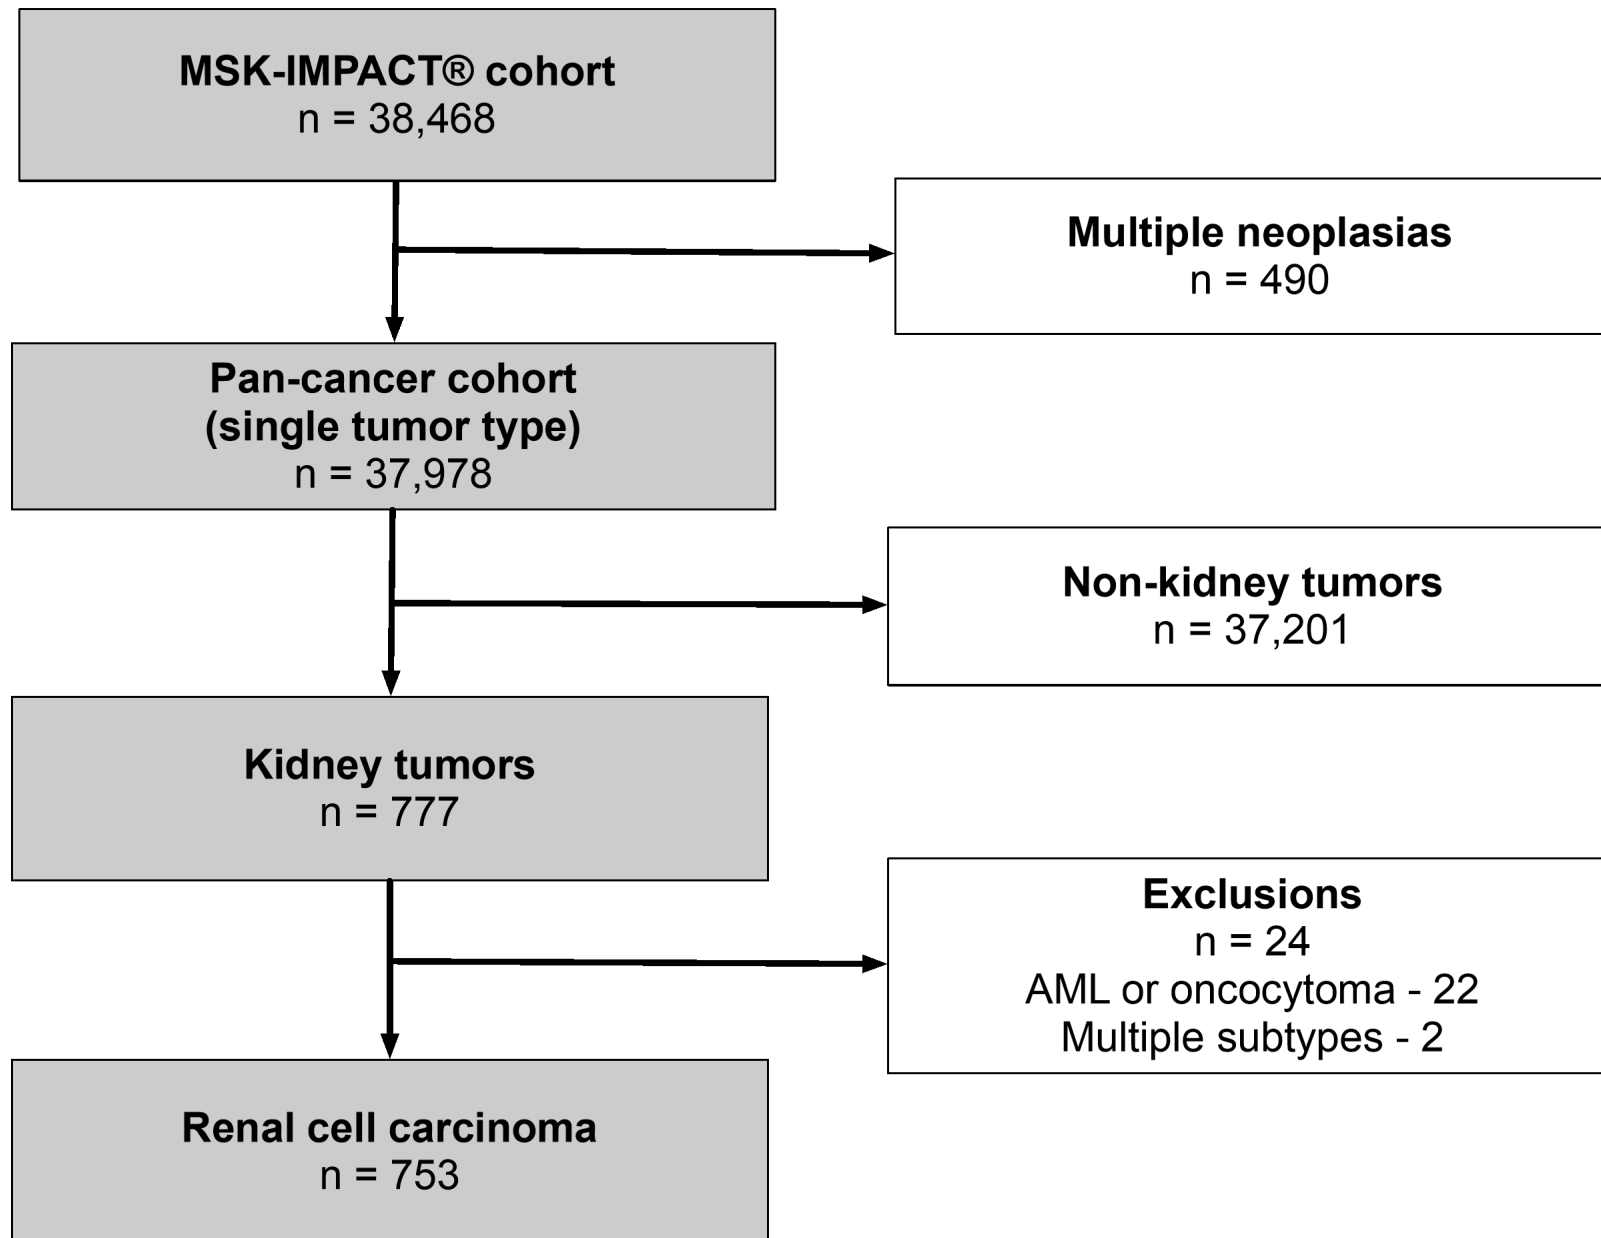 MSK-IMPACT® cohort
n = 38,468
Multiple neoplasias
n = 490
Pan-cancer cohort
(single tumor type)
n = 37,978
Non-kidney tumors
n = 37,201
Kidney tumors
n = 777
Exclusions
n = 24
AML or oncocytoma - 22
Multiple subtypes - 2
Renal cell carcinoma
n = 753